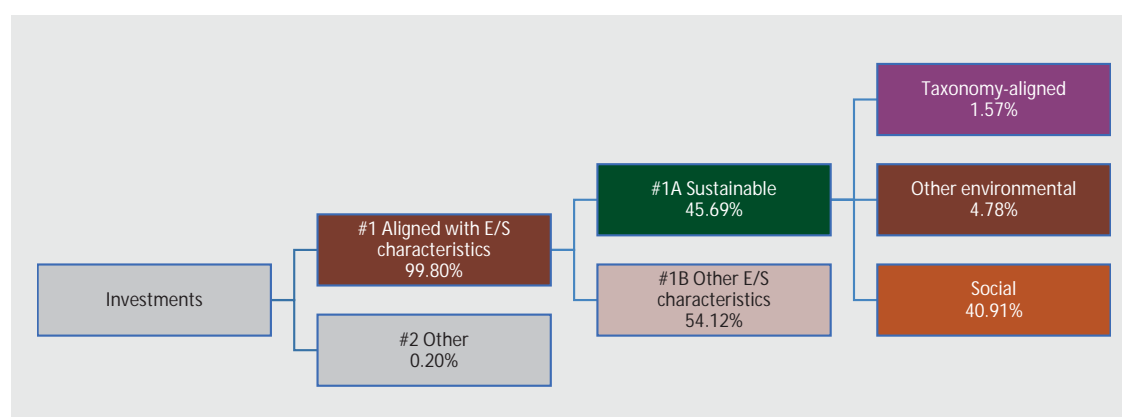 Investments
#1 Aligned with E/S
characteristics
99.80%
#2 Other
0.20%
#1A Sustainable
45.69%
#1B Other E/S
characteristics
54.12%
Taxonomy-aligned
1.57%
Other environmental
4.78%
Social
40.91%